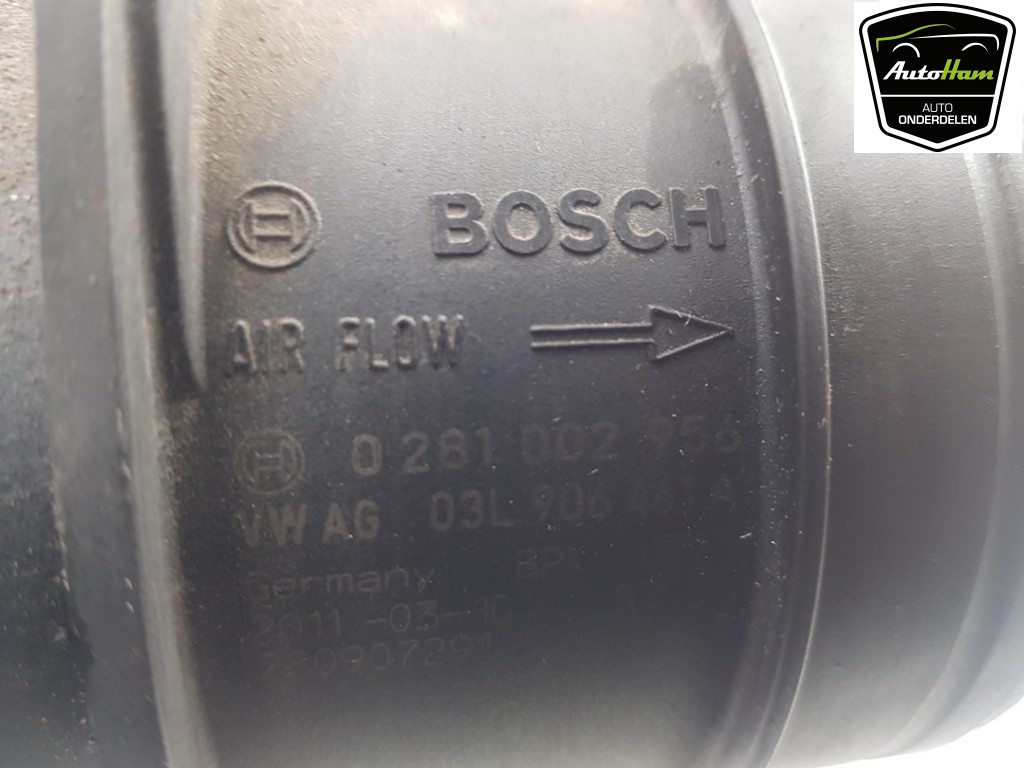 AutoHam
AUTO
ONDERDELEN
BOSCH
AIR FLOW
0 281 002 956
VW AG 03L 906 461 A
Germany
2011-03-10